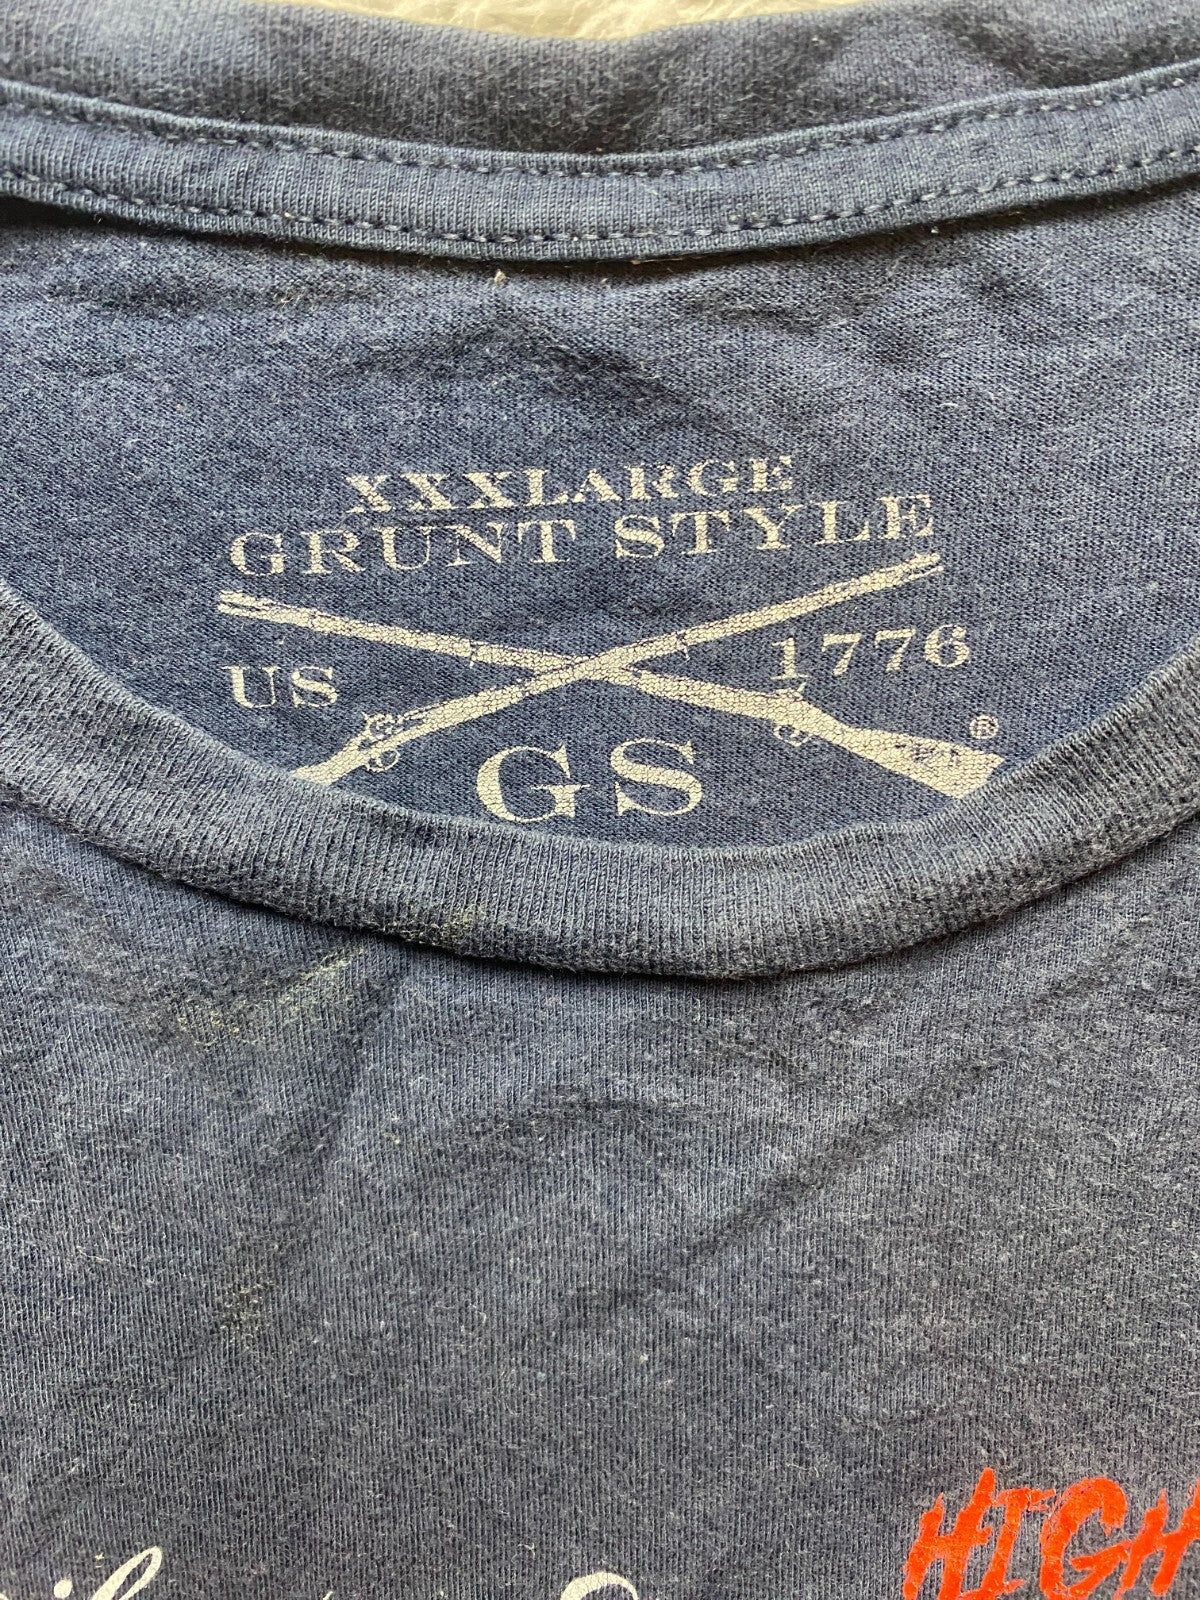 XXXLARGE
GRUNT STYLE
US 1776
®
GS
HIGH